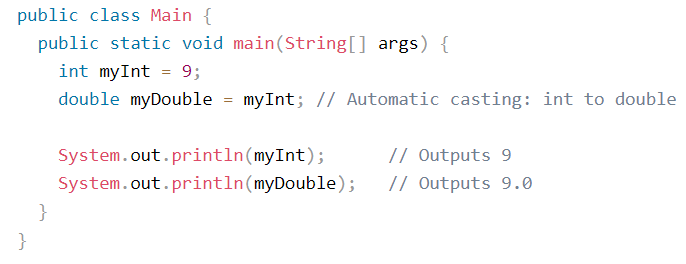 public class Main {
  public static void main(String[] args) {
    int myInt = 9;
    double myDouble = myInt; // Automatic casting: int to double

    System.out.println(myInt);      // Outputs 9
    System.out.println(myDouble);   // Outputs 9.0
  }
}